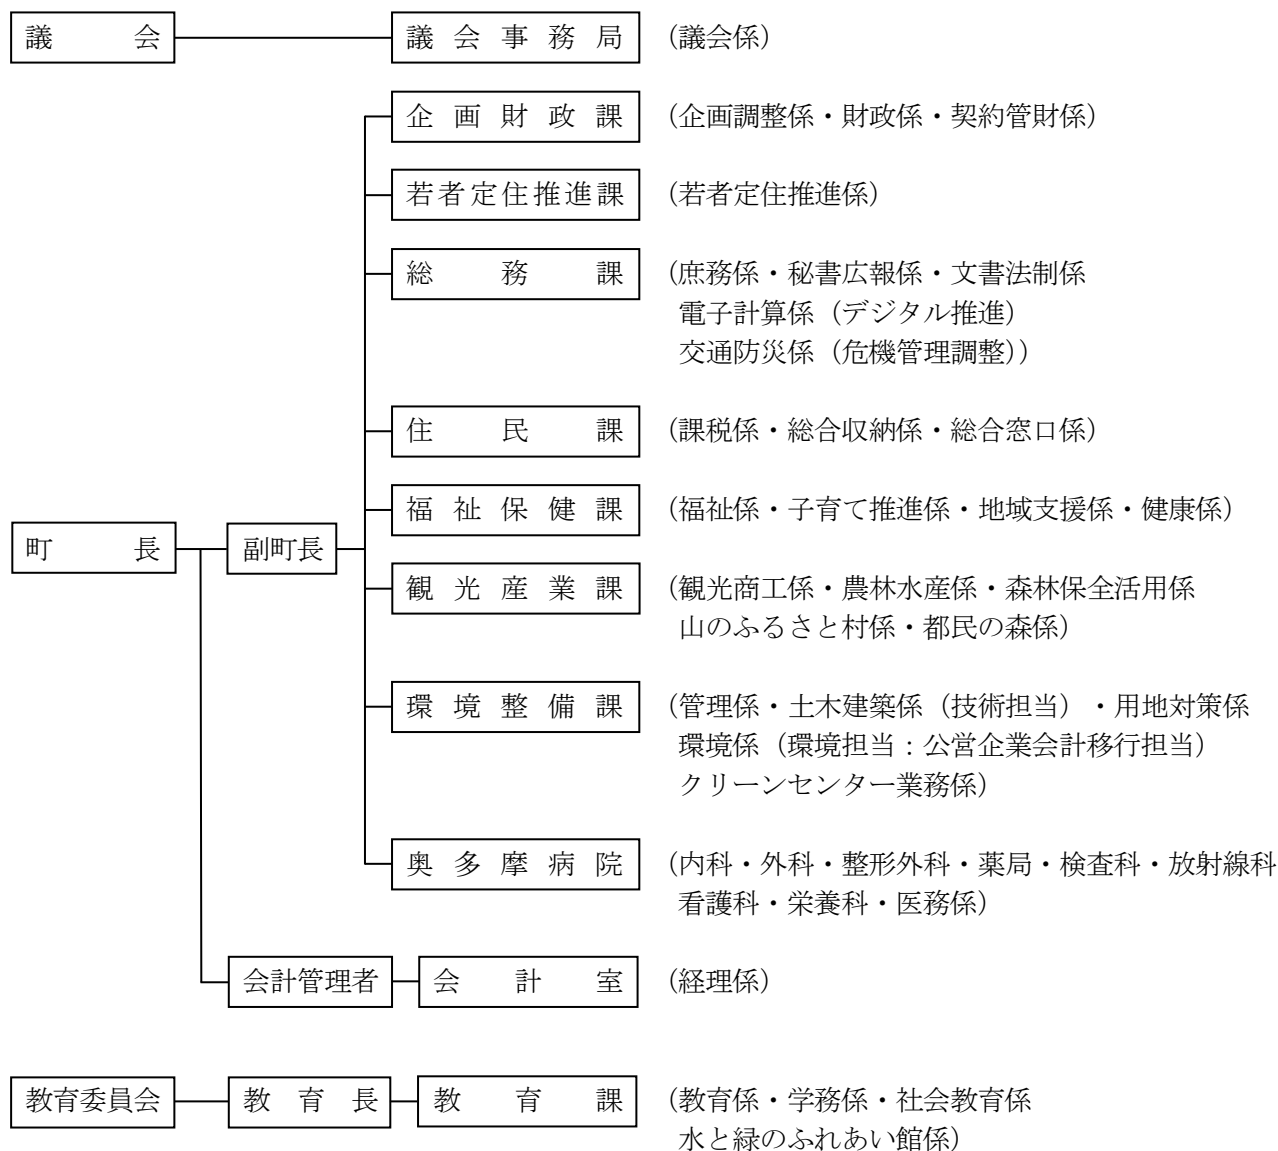 議会 議会事務局 (議会係)
企画財政課 (企画調整係・財政係・契約管財係)
若者定住推進課 (若者定住推進係)
総務課 (庶務係・秘書広報係・文書法制係
電子計算係(デジタル推進)
交通防災係(危機管理調整))
住民課 (課税係・総合収納係・総合窓口係)
福祉保健課 (福祉係・子育て推進係・地域支援係・健康係)
町長 副町長
観光産業課 (観光商工係・農林水産係・森林保全活用係
山のふるさと村係・都民の森係)
環境整備課 (管理係・土木建築係(技術担当)・用地対策係
環境係(環境担当:公営企業会計移行担当)
クリーンセンター業務係)
奥多摩病院 (内科・外科・整形外科・薬局・検査科・放射線科
看護科・栄養科・医務係)
会計管理者 会計室 (経理係)
教育委員会 教育長 教育課 (教育係・学務係・社会教育係
水と緑のふれあい館係)